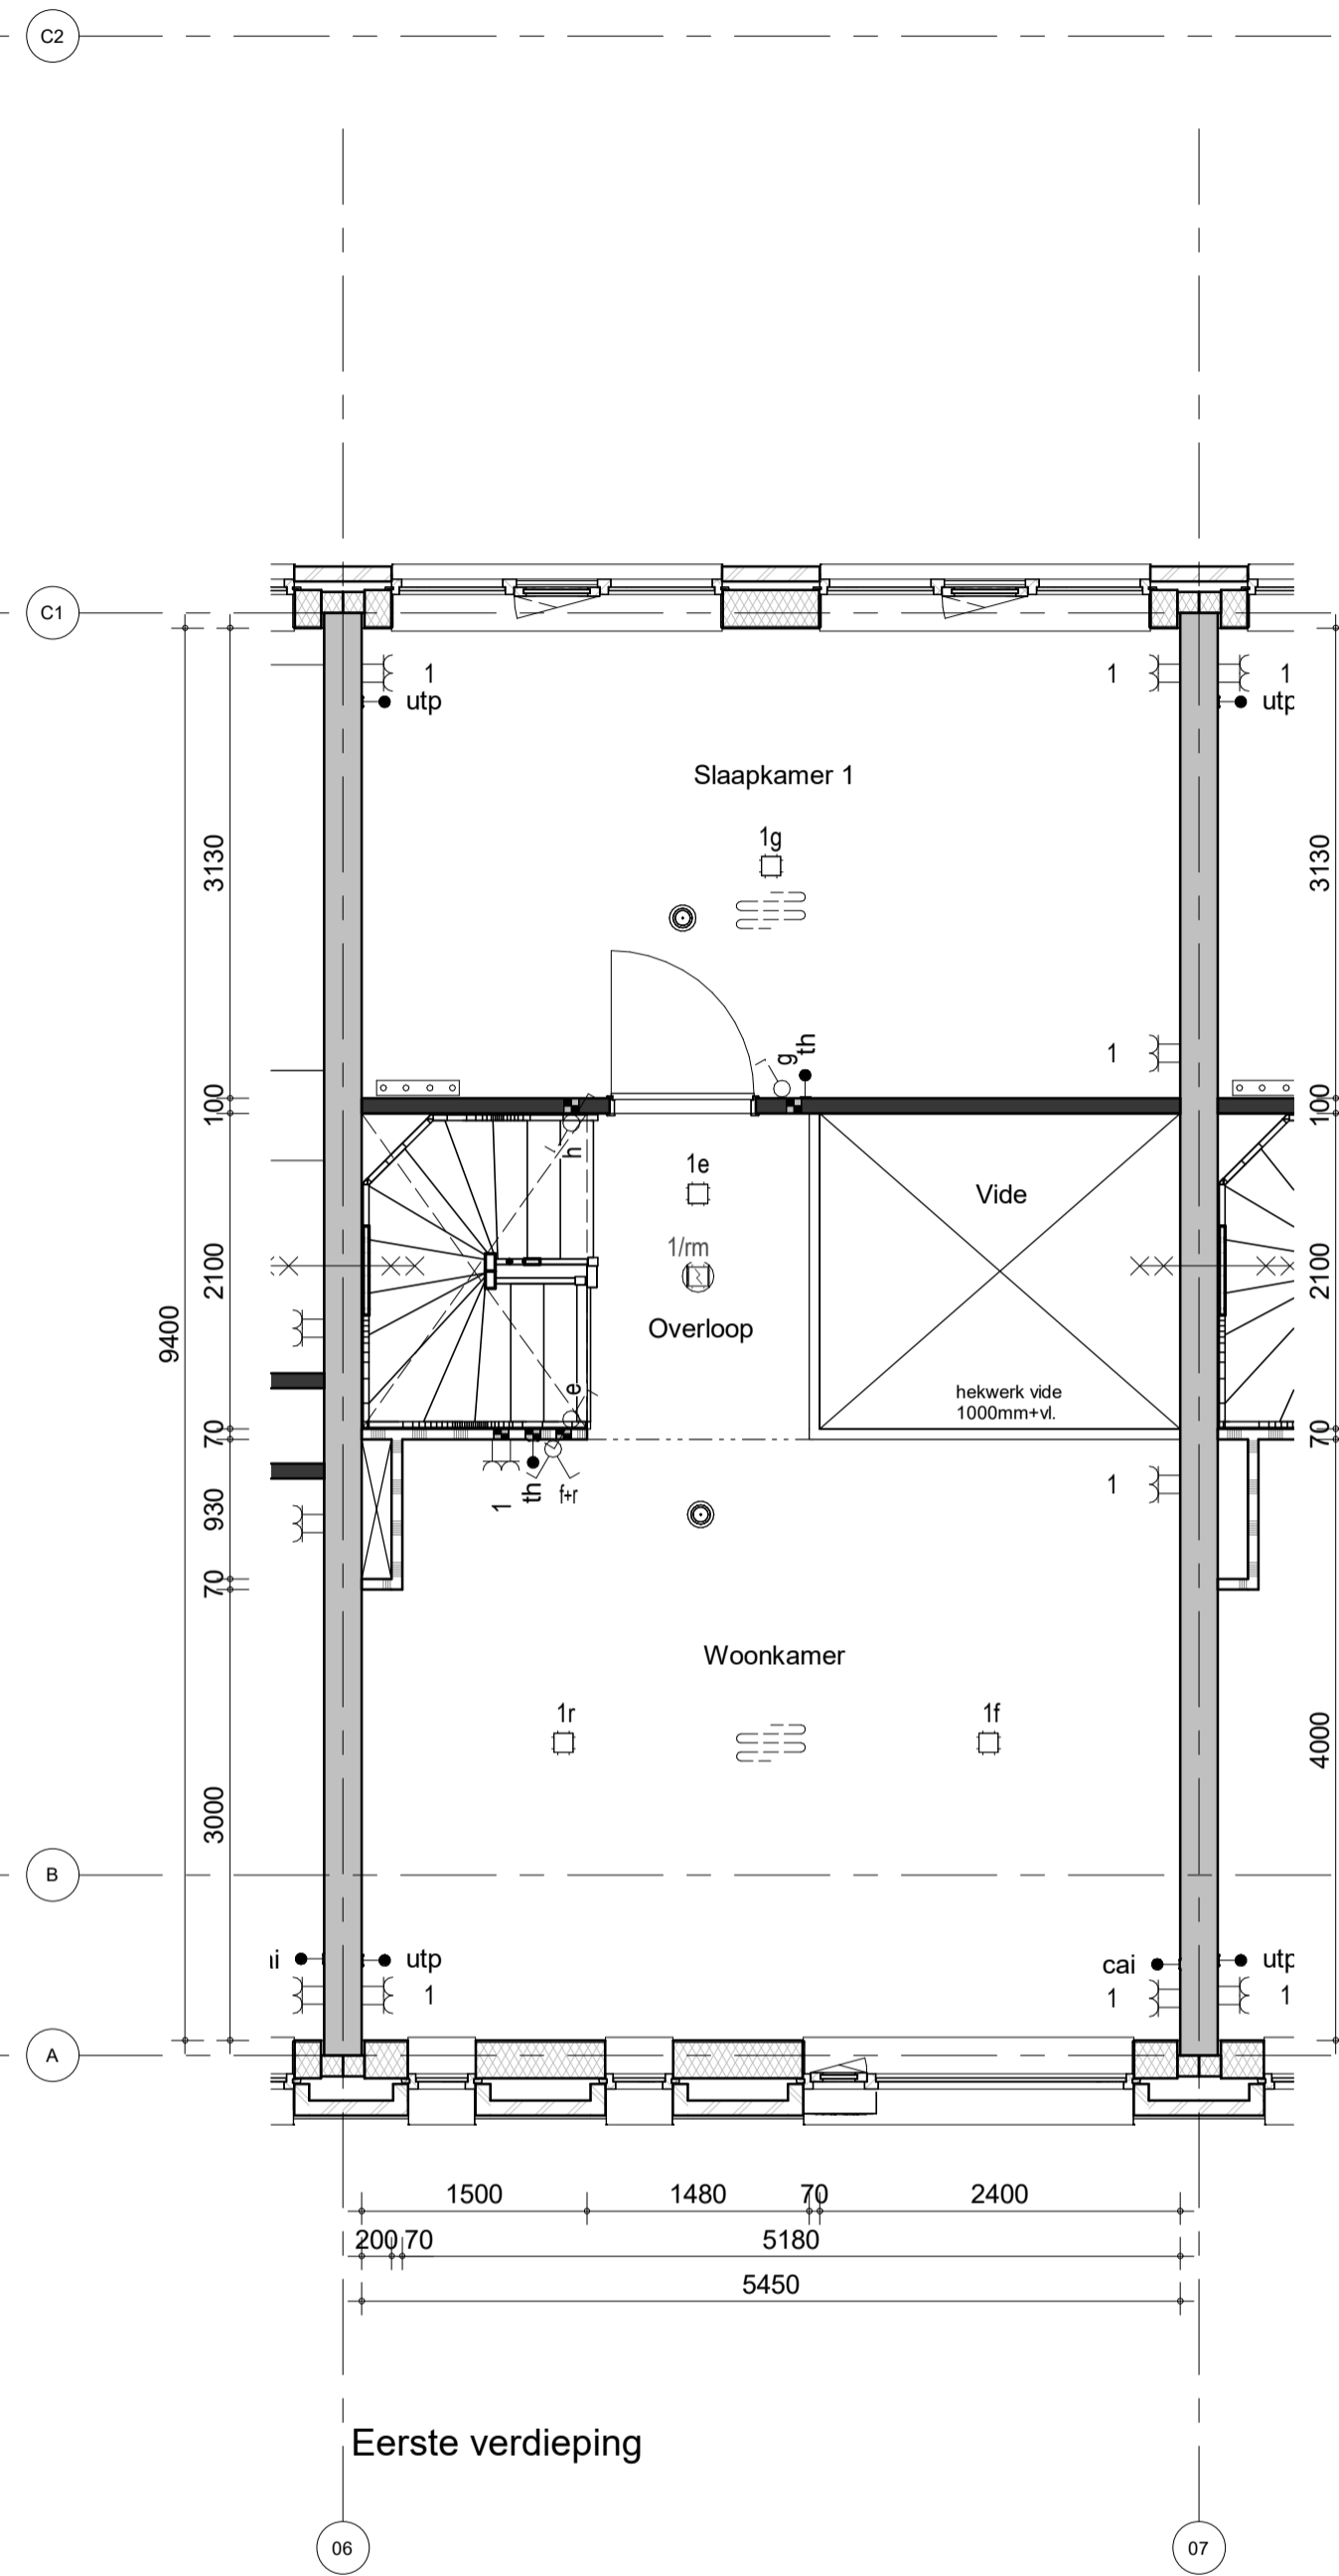 C2
C1
1
utp
1
1
utp
Slaapkamer 1
1g
3130
3130
1
g
th
100
100
h
1e
Vide
1/rm
2100
2100
9400
Overloop
e
hekwerk vide
1000mm+vl.
70
70
1
th
f+r
1
930
70
Woonkamer
1r
1f
4000
3000
B
utp
cai
utp
1
1
1
A
1500
1480
70
2400
200
70
5180
5450
Eerste verdieping
06
07